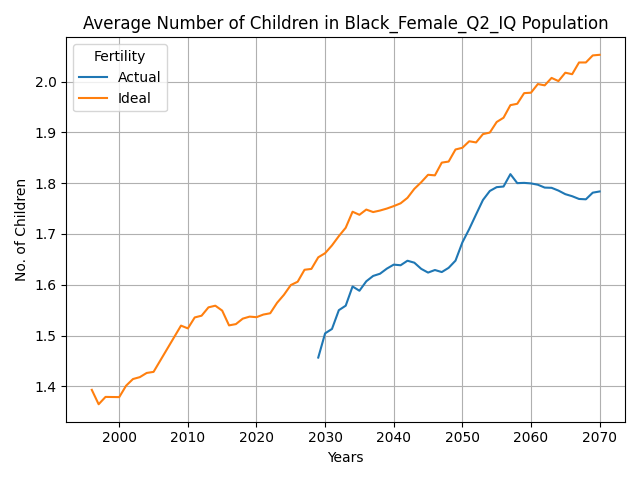 Average Number of Children in Black_Female_Q2_IQ Population
Fertility
Actual
Ideal
No. of Children
2.0
1.9
1.8
1.7
1.6
1.5
1.4
2000 2010 2020 2030 2040 2050 2060 2070
Years